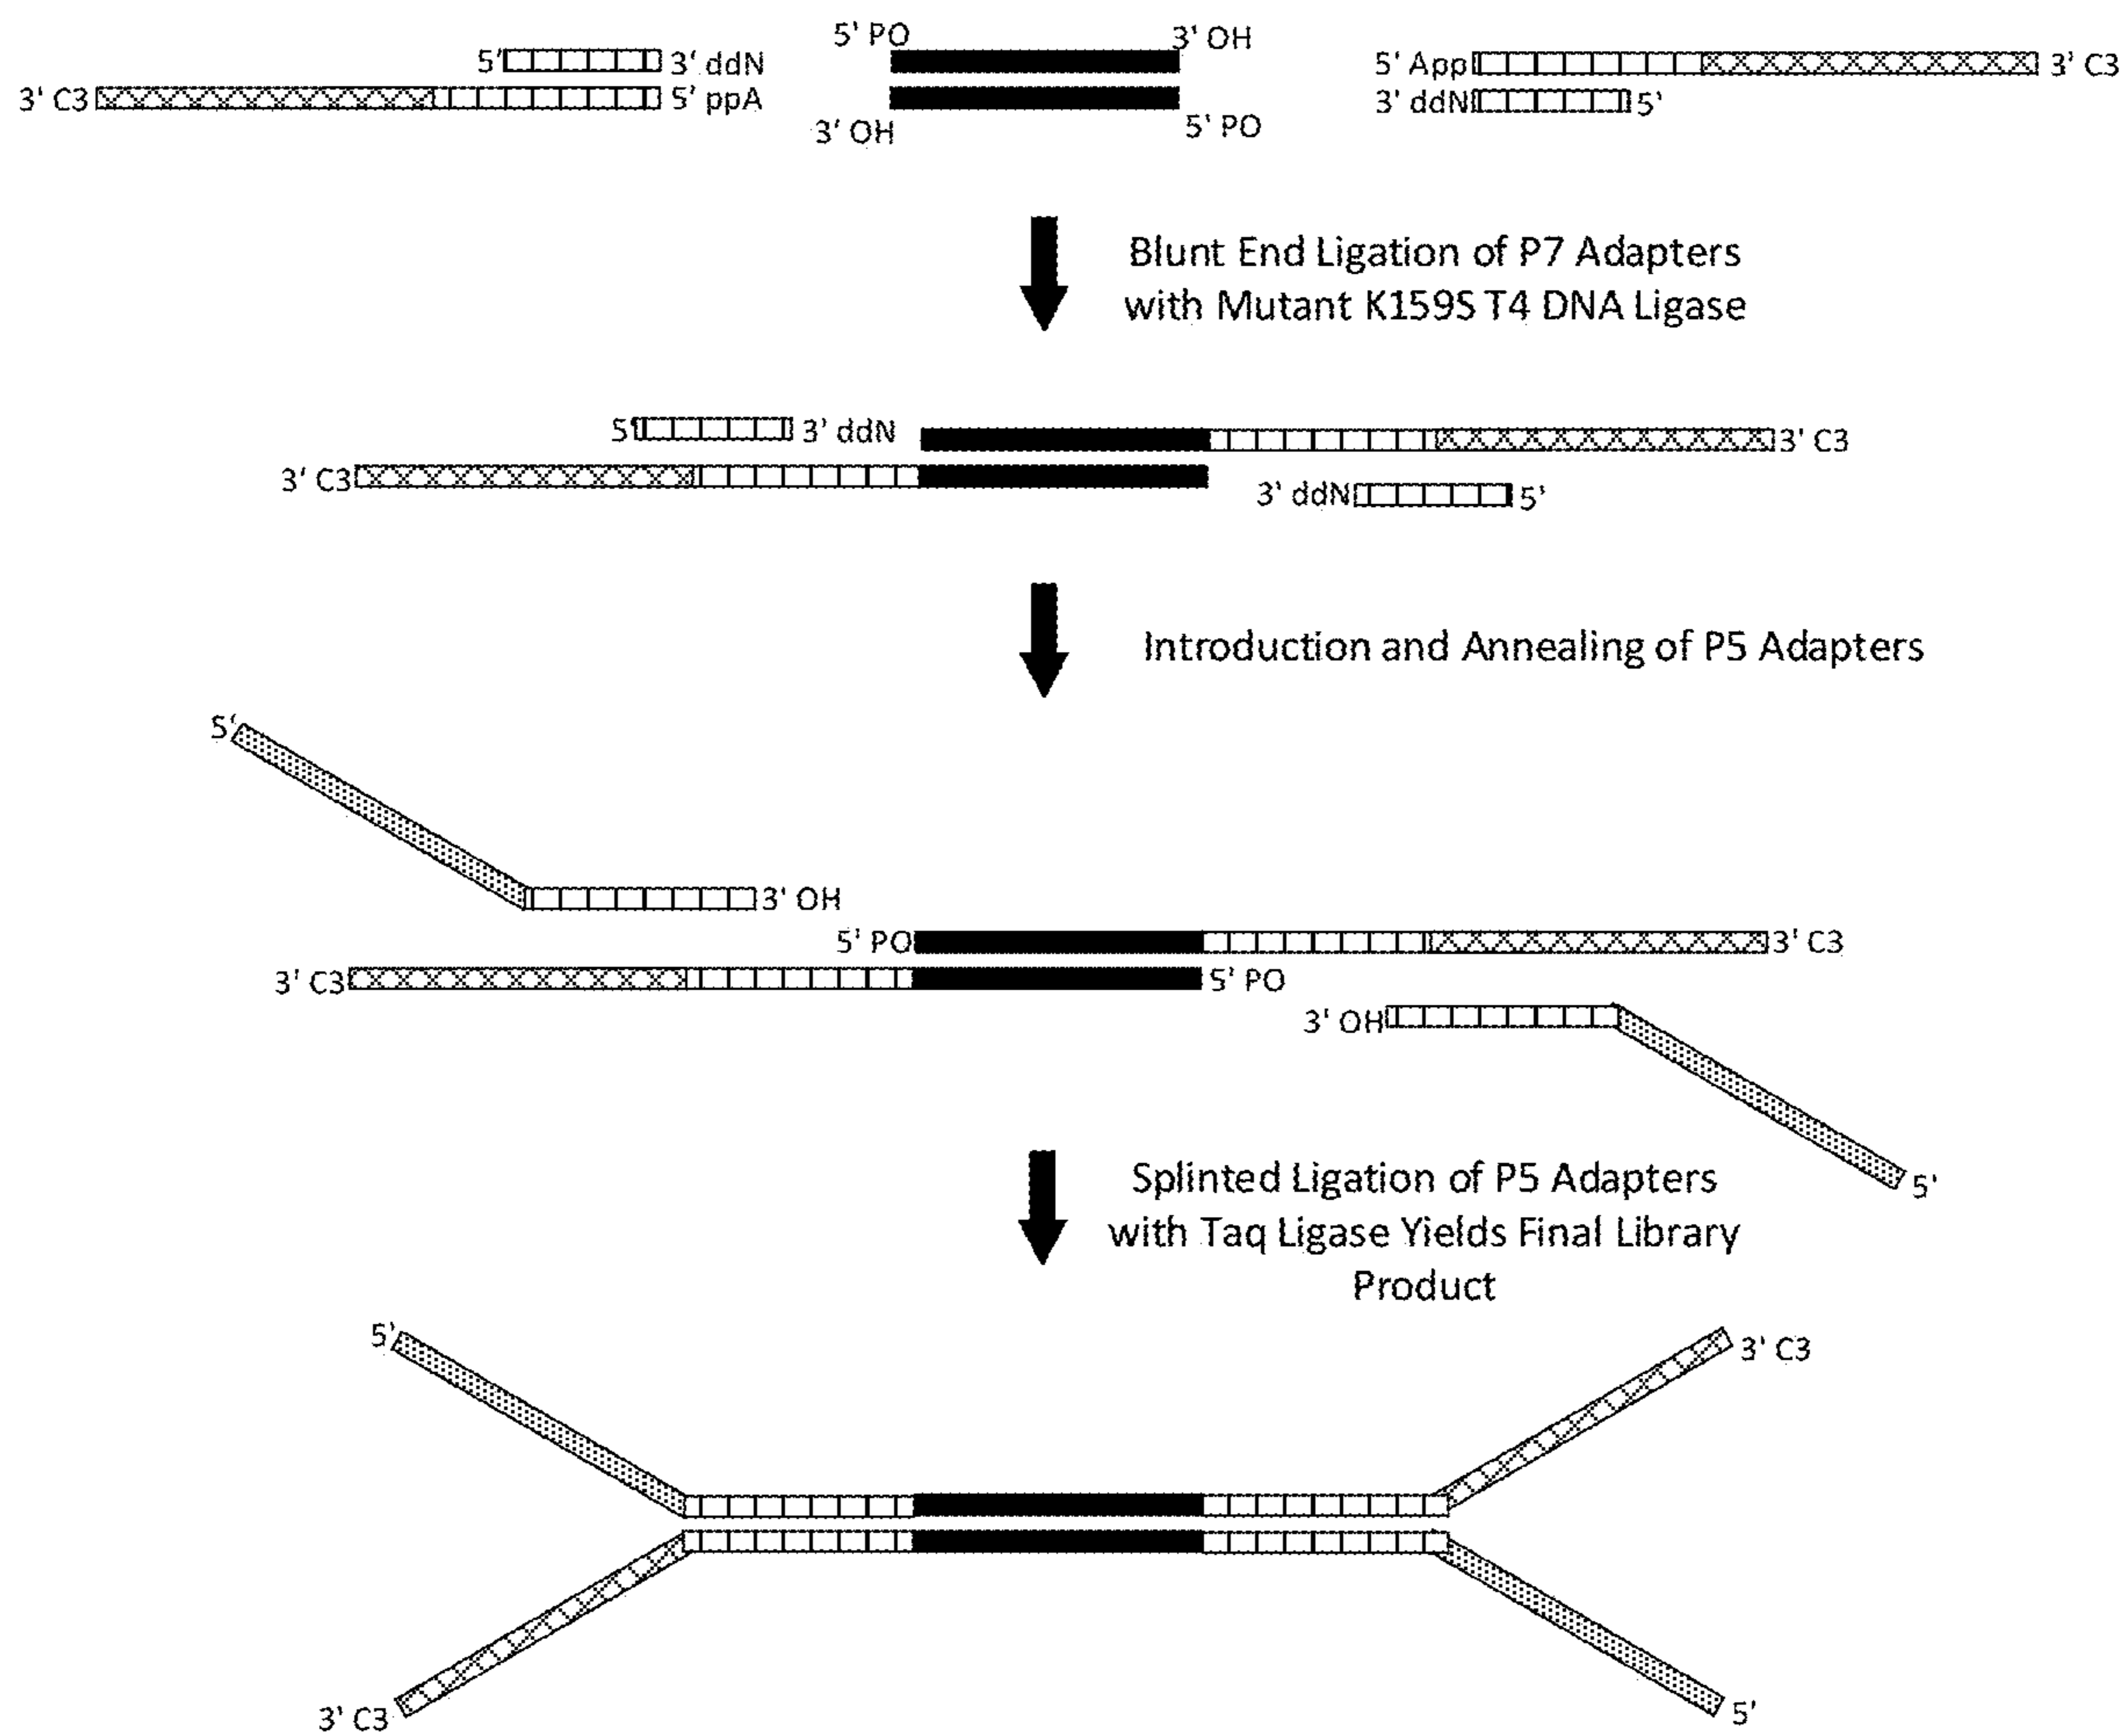 5' PO 3' OH
5' 3' ddN 5' App 3' C3
3' C3 5' ppA 3' ddN 5'
3' OH 5' PO
Blunt End Ligation of P7 Adapters
with Mutant K159S T4 DNA Ligase
5' 3' ddN 3' C3
3' C3 3' ddN 5'
Introduction and Annealing of P5 Adapters
5'
3' OH
5' PO 3' C3
3' C3 5' PO
3' OH
5'
Splinted Ligation of P5 Adapters
with Taq Ligase Yields Final Library
Product
5' 3' C3
3' C3 5'